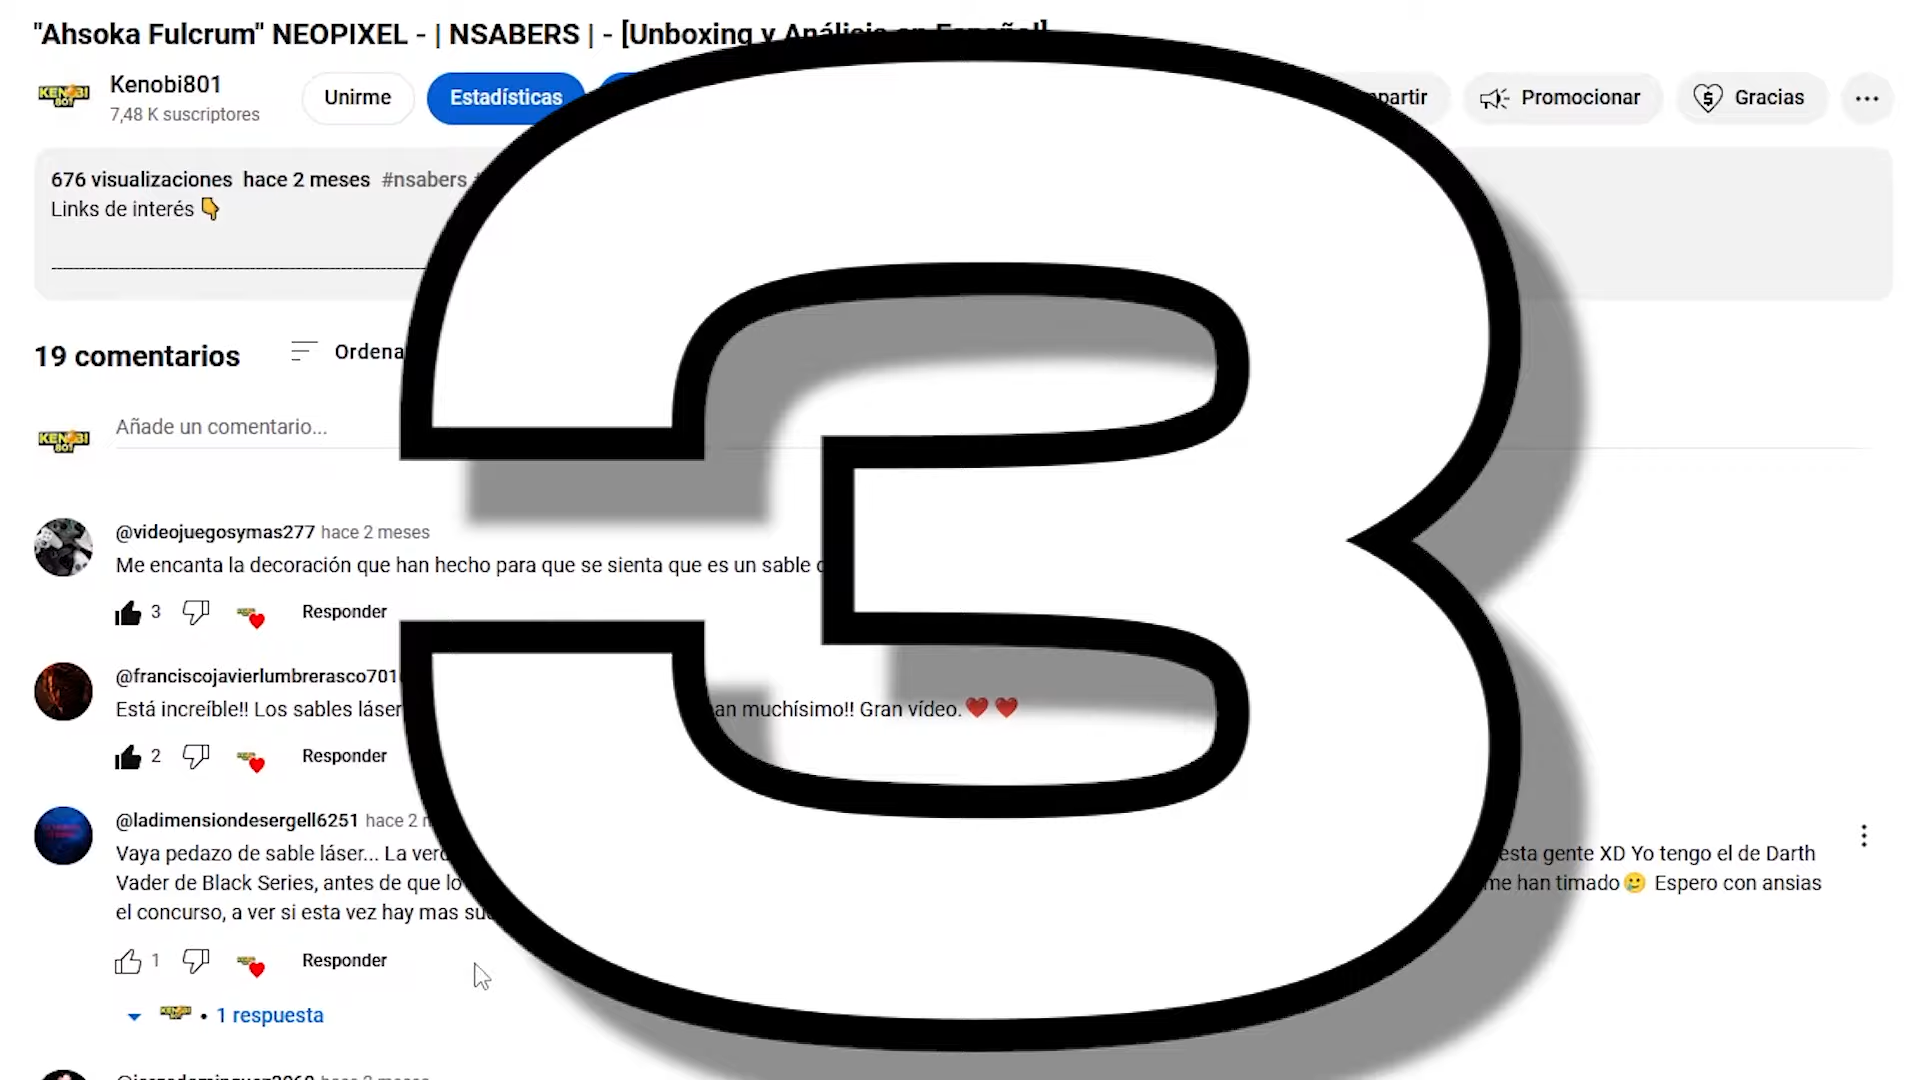 "Ahsoka Fulcrum" NEOPIXEL - | NSABERS | - [Unboxing y Análisis en Español]
Kenobi801
7,48 K suscriptores
Unirme
Estadísticas
Promocionar
Gracias
676 visualizaciones hace 2 meses #nsabers
Links de interés
19 comentarios
Añade un comentario...
@videojuegosymas277 hace 2 meses
Me encanta la decoración que han hecho para que se sienta que es un sable
3
Responder
@franciscojavierlumbrerasco701
Está increíble!! Los sables láser muchísimo!! Gran vídeo.
2
Responder
@ladimensiondesergell6251 hace 2
Vaya pedazo de sable láser... La esta gente XD Yo tengo el de Darth
Vader de Black Series, antes de que lo me han timado Espero con ansias
el concurso, a ver si esta vez hay mas
1
Responder
• 1 respuesta
3